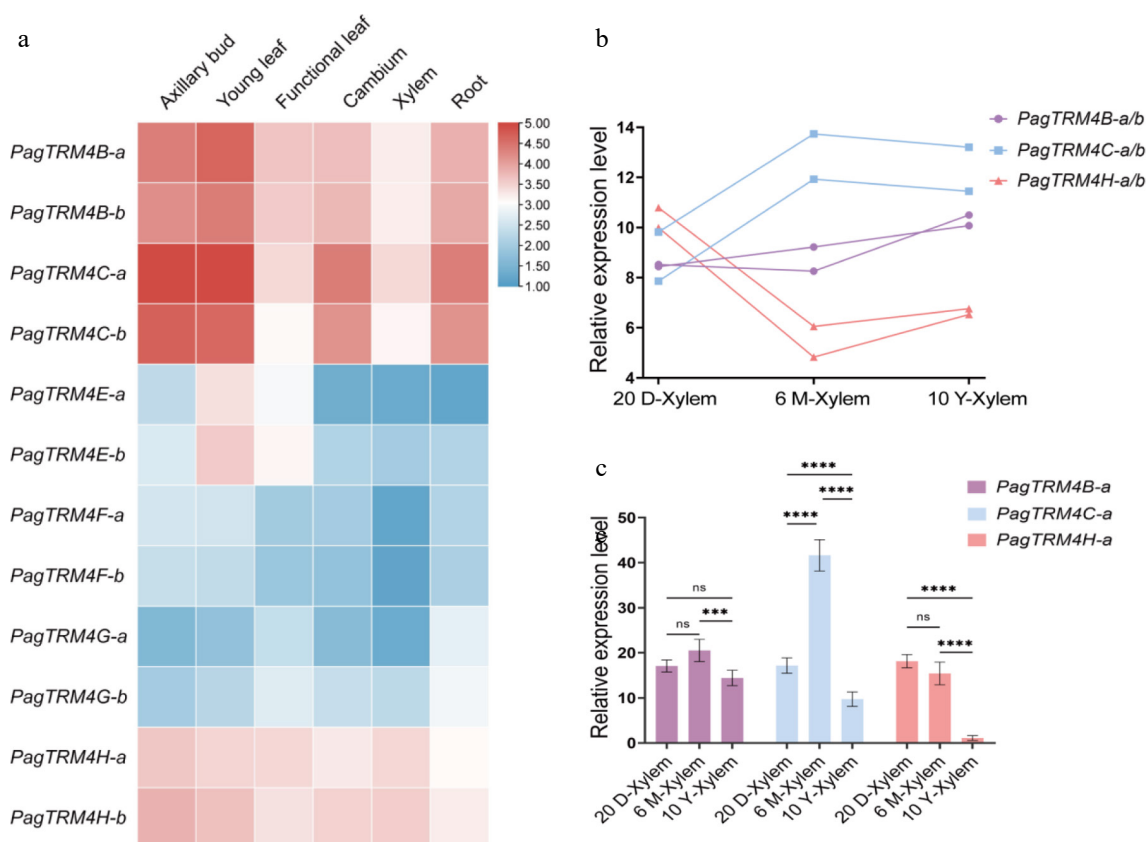 a
Axillary bud
Young leaf
Functional leaf
Cambium
Xylem
Root
PagTRM4B-a
PagTRM4B-b
PagTRM4C-a
PagTRM4C-b
PagTRM4E-a
PagTRM4E-b
PagTRM4F-a
PagTRM4F-b
PagTRM4G-a
PagTRM4G-b
PagTRM4H-a
PagTRM4H-b
5.00
4.50
4.00
3.50
3.00
2.50
2.00
1.50
1.00
b
Relative expression level
14
12
10
8
6
4
20 D-Xylem
6 M-Xylem
10 Y-Xylem
PagTRM4B-a/b
PagTRM4C-a/b
PagTRM4H-a/b
c
Relative expression level
50
40
30
20
10
0
ns
ns
***
****
****
****
****
ns
****
20 D-Xylem
6 M-Xylem
10 Y-Xylem
20 D-Xylem
6 M-Xylem
10 Y-Xylem
20 D-Xylem
6 M-Xylem
10 Y-Xylem
PagTRM4B-a
PagTRM4C-a
PagTRM4H-a